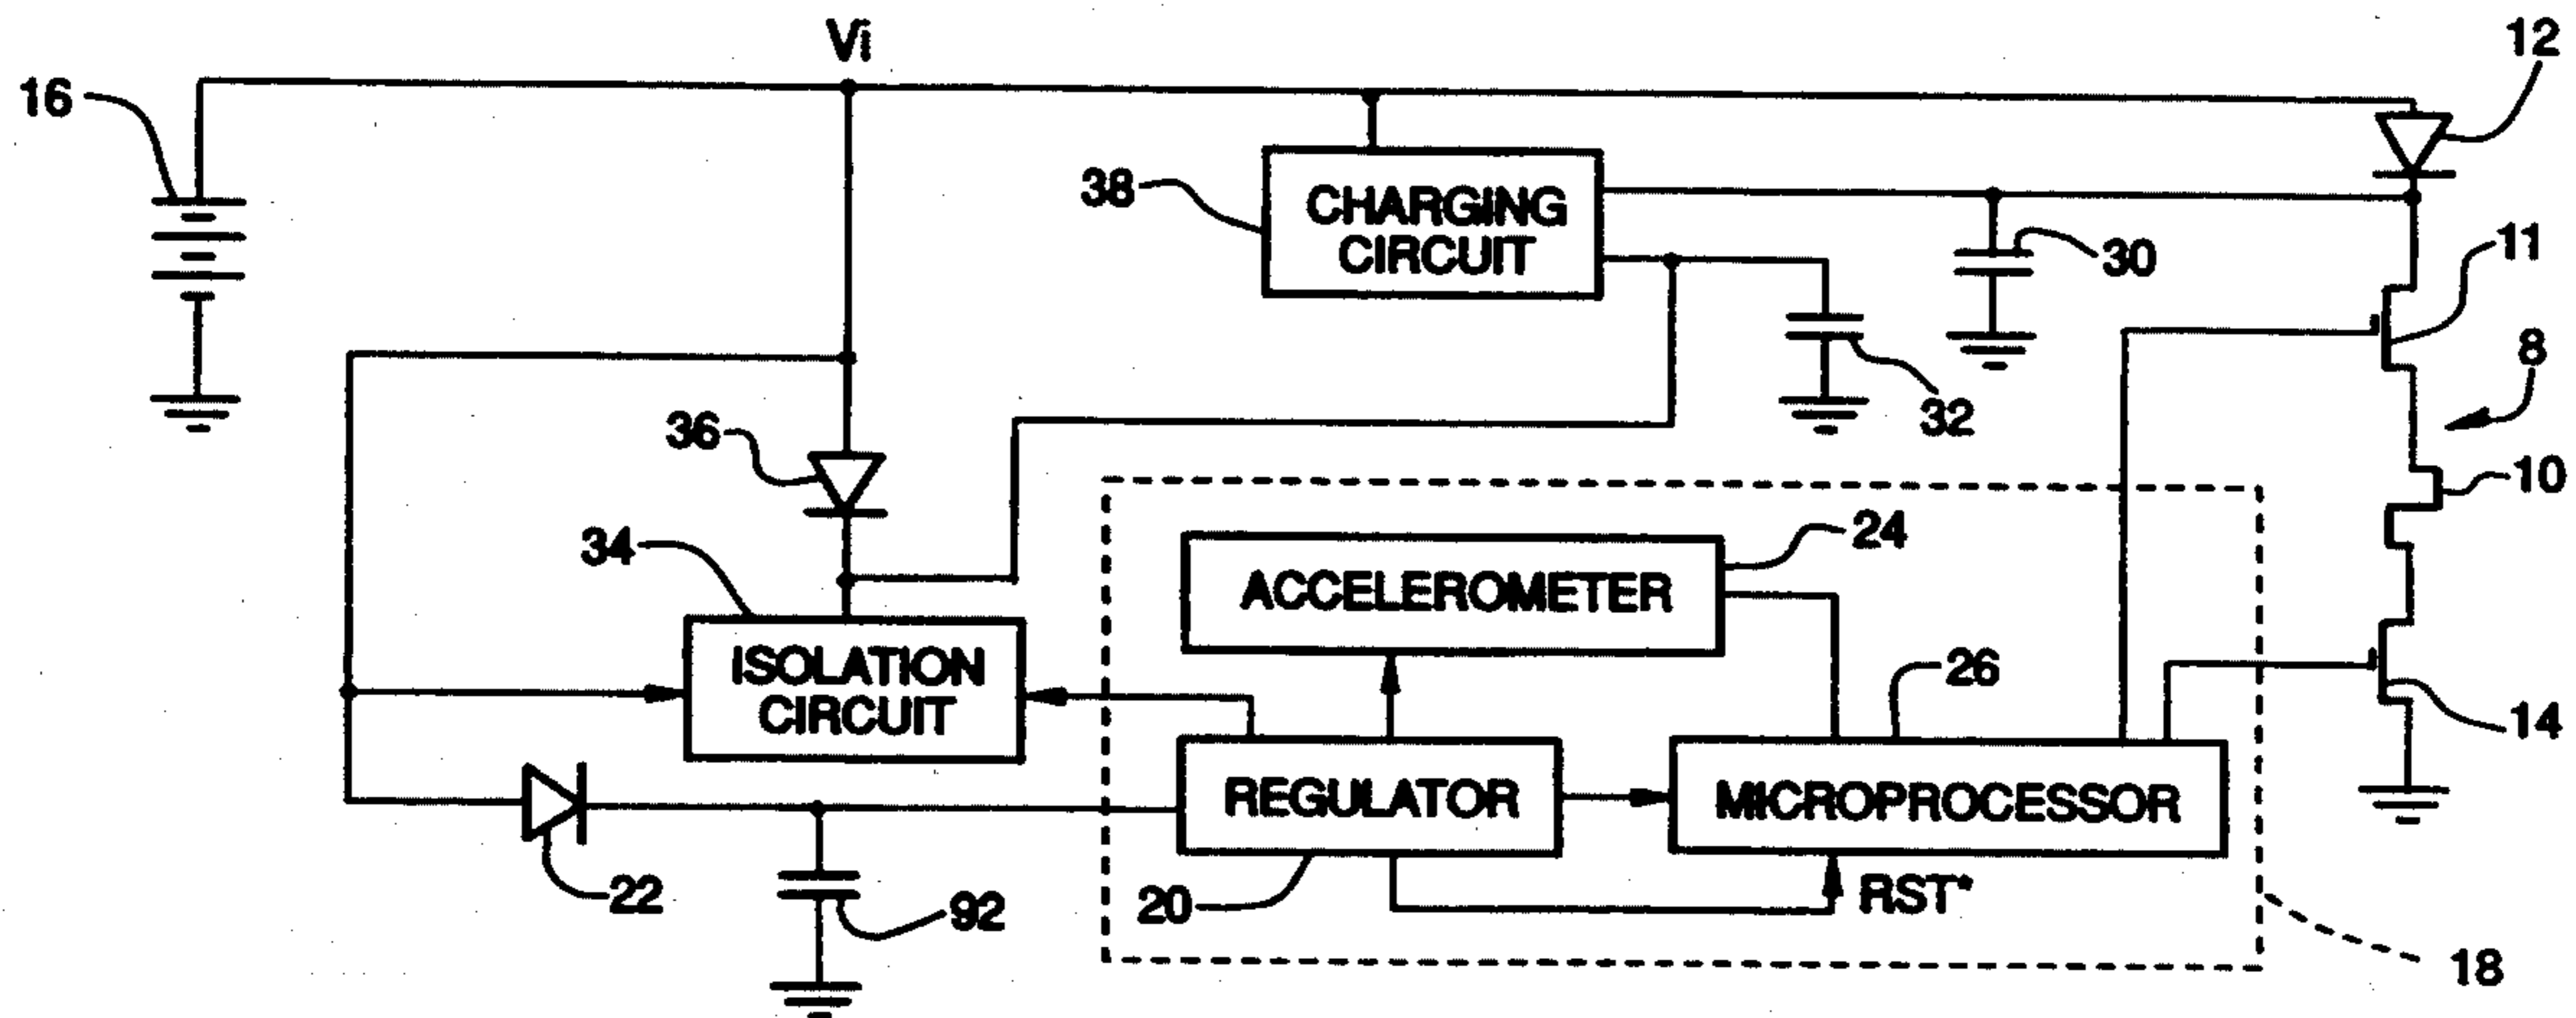 Vi
12
16
38
CHARGING
CIRCUIT
30
11
8
32
36
10
24
34
ACCELEROMETER
ISOLATION
CIRCUIT
26
14
REGULATOR
MICROPROCESSOR
22
92
20
RST*
18